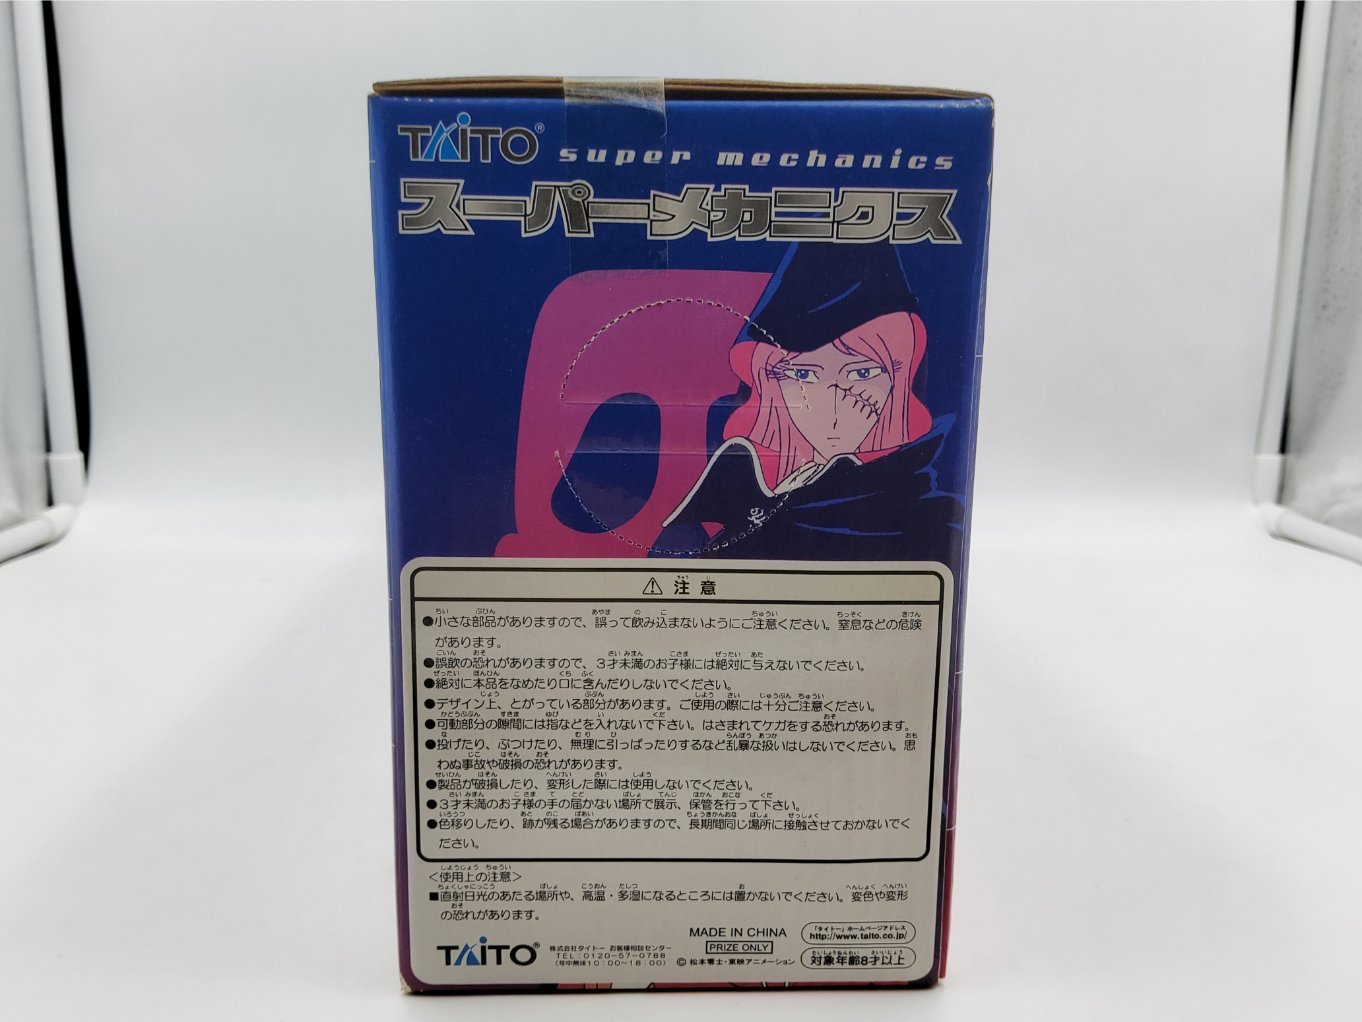 TAiTO® super mechanics
スーパーメカニクス
⚠ 注意
●小さな部品がありますので、誤って飲み込まないようにご注意ください。窒息などの危険
があります。
●誤飲の恐れがありますので、3才未満のお子様には絶対に与えないでください。
●絶対に本品をなめたり口に含んだりしないでください。
●デザイン上、とがっている部分があります。ご使用の際には十分ご注意ください。
●可動部分の隙間には指などを入れないで下さい。はさまれてケガをする恐れがあります。
●投げたり、ぶつけたり、無理に引っぱったりするなど乱暴な扱いはしないでください。思
わぬ事故や破損の恐れがあります。
●製品が破損したり、変形した際には使用しないでください。
●3才未満のお子様の手の届かない場所で展示、保管を行って下さい。
●色移りしたり、跡が残る場合がありますので、長期間同じ場所に接触させておかないでく
ださい。
＜使用上の注意＞
■直射日光のあたる場所や、高温・多湿になるところには置かないでください。変色や変形
の恐れがあります。
MADE IN CHINA
PRIZE ONLY
「タイトー」ホームページアドレス
http://www.taito.co.jp/
TAiTO®
株式会社タイトー お客様相談センター
TEL:0120-57-0788
(年中無休10:00〜18:00)
© 松本零士・東映アニメーション
対象年齢8才以上